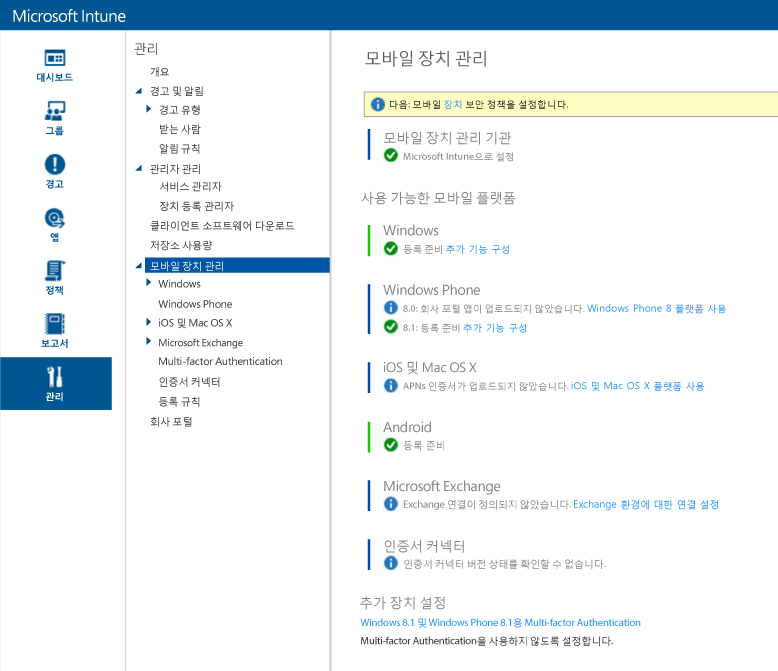 Microsoft Intune
대시보드
그룹
경고
앱
정책
보고서
관리
관리
개요
경고 및 알림
경고 유형
받는 사람
알림 규칙
관리자 관리
서비스 관리자
장치 등록 관리자
클라이언트 소프트웨어 다운로드
저장소 사용량
모바일 장치 관리
Windows
Windows Phone
iOS 및 Mac OS X
Microsoft Exchange
Multi-factor Authentication
인증서 커넥터
등록 규칙
회사 포털
모바일 장치 관리
다음: 모바일 장치 보안 정책을 설정합니다.
모바일 장치 관리 기관
Microsoft Intune으로 설정
사용 가능한 모바일 플랫폼
Windows
등록 준비 추가 기능 구성
Windows Phone
8.0: 회사 포털 앱이 업로드되지 않았습니다. Windows Phone 8 플랫폼 사용
8.1: 등록 준비 추가 기능 구성
iOS 및 Mac OS X
APNs 인증서가 업로드되지 않았습니다. iOS 및 Mac OS X 플랫폼 사용
Android
등록 준비
Microsoft Exchange
Exchange 연결이 정의되지 않았습니다. Exchange 환경에 대한 연결 설정
인증서 커넥터
인증서 커넥터 버전 상태를 확인할 수 없습니다.
추가 장치 설정
Windows 8.1 및 Windows Phone 8.1용 Multi-factor Authentication
Multi-factor Authentication을 사용하지 않도록 설정합니다.